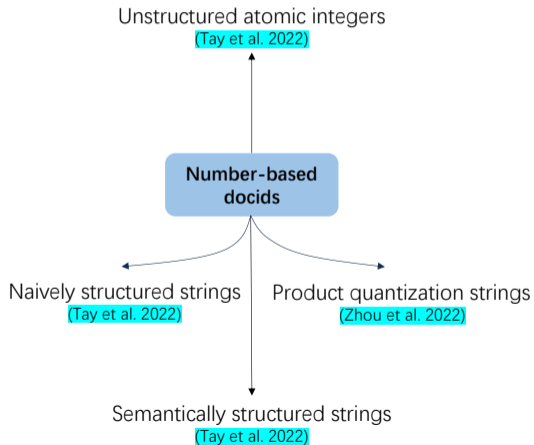 Unstructured atomic integers
(Tay et al. 2022)
Number-based
docids
Naively structured strings
(Tay et al. 2022)
Product quantization strings
(Zhou et al. 2022)
Semantically structured strings
(Tay et al. 2022)